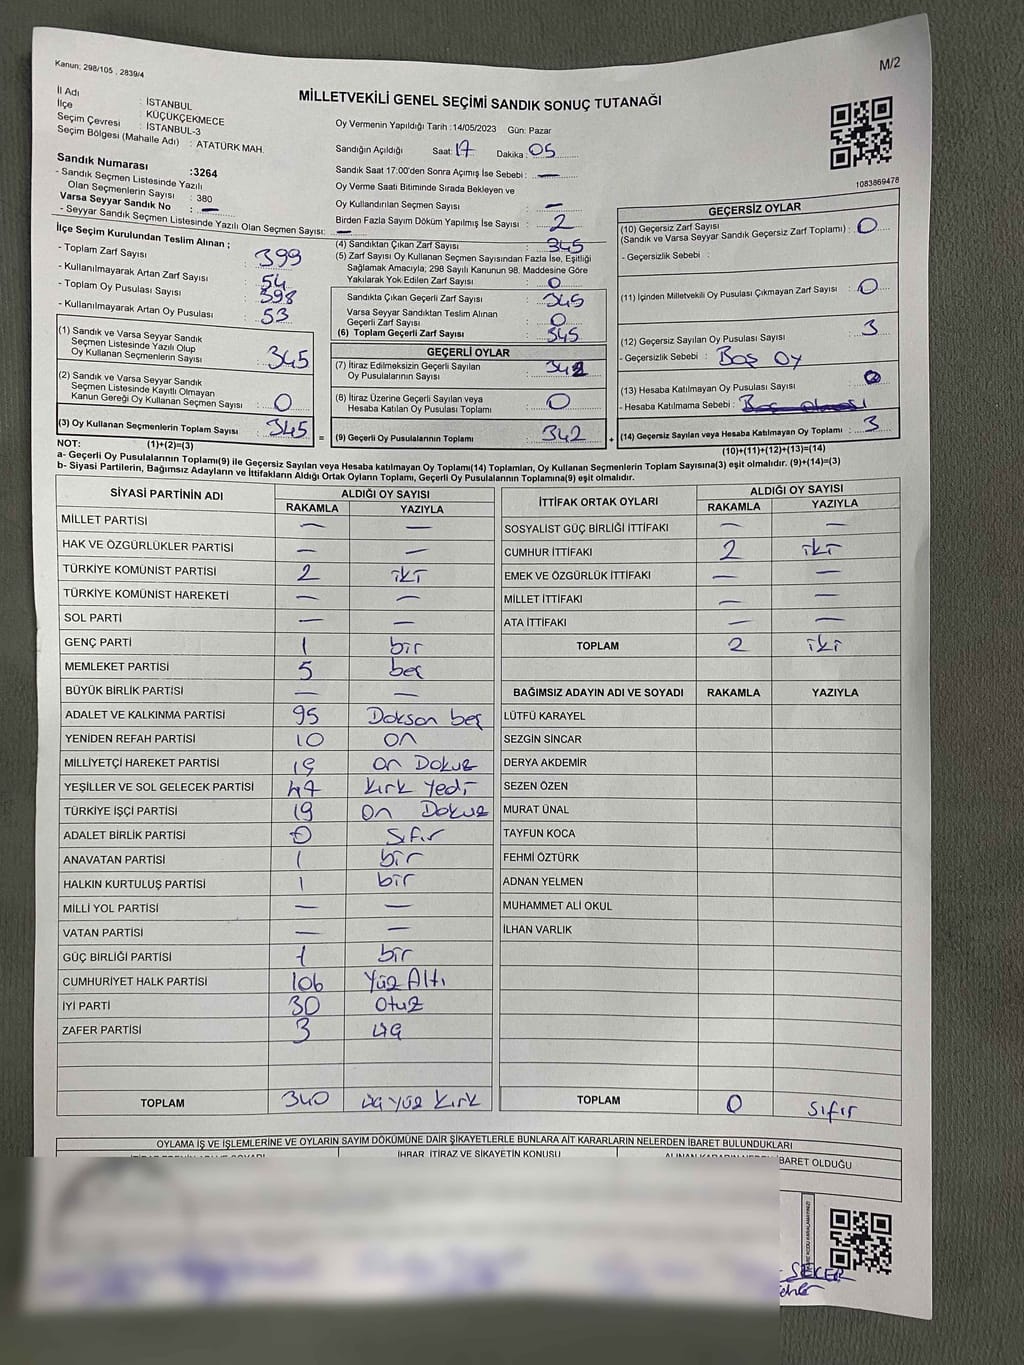 Kanun; 298/105 , 2839/4
M/2
MİLLETVEKİLİ GENEL SEÇİMİ SANDIK SONUÇ TUTANAĞI
İl Adı : İSTANBUL
İlçe : KÜÇÜKÇEKMECE
Seçim Çevresi : İSTANBUL-3
Seçim Bölgesi (Mahalle Adı) : ATATÜRK MAH.
Sandık Numarası :3264
- Sandık Seçmen Listesinde Yazılı
Olan Seçmenlerin Sayısı : 380
Varsa Seyyar Sandık No : —
- Seyyar Sandık Seçmen Listesinde Yazılı Olan Seçmen Sayısı: —
Oy Vermenin Yapıldığı Tarih :14/05/2023 Gün: Pazar
Sandığın Açıldığı Saat: 17 Dakika : 05
Sandık Saat 17:00'den Sonra Açımış İse Sebebi : —
Oy Verme Saati Bitiminde Sırada Bekleyen ve
Oy Kullandırılan Seçmen Sayısı : —
Birden Fazla Sayım Döküm Yapılmış İse Sayısı : 2
1083869478
İlçe Seçim Kurulundan Teslim Alınan ;
- Toplam Zarf Sayısı : 399
- Kullanılmayarak Artan Zarf Sayısı : 54
- Toplam Oy Pusulası Sayısı : 398
- Kullanılmayarak Artan Oy Pusulası : 53
(1) Sandık ve Varsa Seyyar Sandık
Seçmen Listesinde Yazılı Olup
Oy Kullanan Seçmenlerin Sayısı : 345
(2) Sandık ve Varsa Seyyar Sandık
Seçmen Listesinde Kayıtlı Olmayan
Kanun Gereği Oy Kullanan Seçmen Sayısı : 0
(3) Oy Kullanan Seçmenlerin Toplam Sayısı : 345
=
(4) Sandıktan Çıkan Zarf Sayısı : 345
(5) Zarf Sayısı Oy Kullanan Seçmen Sayısından Fazla İse, Eşitliği
Sağlamak Amacıyla; 298 Sayılı Kanunun 98. Maddesine Göre
Yakılarak Yok Edilen Zarf Sayısı : 0
Sandıkta Çıkan Geçerli Zarf Sayısı : 345
Varsa Seyyar Sandıktan Teslim Alınan
Geçerli Zarf Sayısı : 0
(6) Toplam Geçerli Zarf Sayısı : 345
GEÇERLİ OYLAR
(7) İtiraz Edilmeksizin Geçerli Sayılan
Oy Pusulalarının Sayısı : 342
(8) İtiraz Üzerine Geçerli Sayılan veya
Hesaba Katılan Oy Pusulası Toplamı : 0
(9) Geçerli Oy Pusulalarının Toplamı : 342
+
GEÇERSİZ OYLAR
(10) Geçersiz Zarf Sayısı
(Sandık ve Varsa Seyyar Sandık Geçersiz Zarf Toplamı) : 0
- Geçersizlik Sebebi :
(11) İçinden Milletvekili Oy Pusulası Çıkmayan Zarf Sayısı : 0
(12) Geçersiz Sayılan Oy Pusulası Sayısı : 3
- Geçersizlik Sebebi : Boş Oy
(13) Hesaba Katılmayan Oy Pusulası Sayısı : 0
- Hesaba Katılmama Sebebi :
(14) Geçersiz Sayılan veya Hesaba Katılmayan Oy Toplamı : 3
NOT: (1)+(2)=(3)
(10)+(11)+(12)+(13)=(14)
a- Geçerli Oy Pusulalarının Toplamı(9) ile Geçersiz Sayılan veya Hesaba katılmayan Oy Toplamı(14) Toplamları, Oy Kullanan Seçmenlerin Toplam Sayısına(3) eşit olmalıdır. (9)+(14)=(3)
b- Siyasi Partilerin, Bağımsız Adayların ve İttifakların Aldığı Ortak Oyların Toplamı, Geçerli Oy Pusulalarının Toplamına(9) eşit olmalıdır.
SİYASİ PARTİNİN ADI ALDIĞI OY SAYISI
RAKAMLA YAZIYLA
MİLLET PARTİSİ — —
HAK VE ÖZGÜRLÜKLER PARTİSİ — —
TÜRKİYE KOMÜNİST PARTİSİ 2 iki
TÜRKİYE KOMÜNİST HAREKETİ — —
SOL PARTİ — —
GENÇ PARTİ 1 bir
MEMLEKET PARTİSİ 5 beş
BÜYÜK BİRLİK PARTİSİ — —
ADALET VE KALKINMA PARTİSİ 95 Doksan beş
YENİDEN REFAH PARTİSİ 10 on
MİLLİYETÇİ HAREKET PARTİSİ 19 on Dokuz
YEŞİLLER VE SOL GELECEK PARTİSİ 47 kırk yedi
TÜRKİYE İŞÇİ PARTİSİ 19 On Dokuz
ADALET BİRLİK PARTİSİ 0 Sıfır
ANAVATAN PARTİSİ 1 bir
HALKIN KURTULUŞ PARTİSİ 1 bir
MİLLİ YOL PARTİSİ — —
VATAN PARTİSİ — —
GÜÇ BİRLİĞİ PARTİSİ 1 bir
CUMHURİYET HALK PARTİSİ 106 Yüz Altı
İYİ PARTİ 30 otuz
ZAFER PARTİSİ 3 üç
TOPLAM 340 üç yüz kırk
İTTİFAK ORTAK OYLARI ALDIĞI OY SAYISI
RAKAMLA YAZIYLA
SOSYALİST GÜÇ BİRLİĞİ İTTİFAKI — —
CUMHUR İTTİFAKI 2 iki
EMEK VE ÖZGÜRLÜK İTTİFAKI — —
MİLLET İTTİFAKI — —
ATA İTTİFAKI — —
TOPLAM 2 iki
BAĞIMSIZ ADAYIN ADI VE SOYADI RAKAMLA YAZIYLA
LÜTFÜ KARAYEL
SEZGİN SİNCAR
DERYA AKDEMİR
SEZEN ÖZEN
MURAT ÜNAL
TAYFUN KOCA
FEHMİ ÖZTÜRK
ADNAN YELMEN
MUHAMMET ALİ OKUL
İLHAN VARLIK
TOPLAM 0 Sıfır
OYLAMA İŞ VE İŞLEMLERİNE VE OYLARIN SAYIM DÖKÜMÜNE DAİR ŞİKAYETLERLE BUNLARA AİT KARARLARIN NELERDEN İBARET BULUNDUKLARI
İHBAR, İTİRAZ VE ŞİKAYETİN KONUSU
İBARET OLDUĞU
ŞEKER